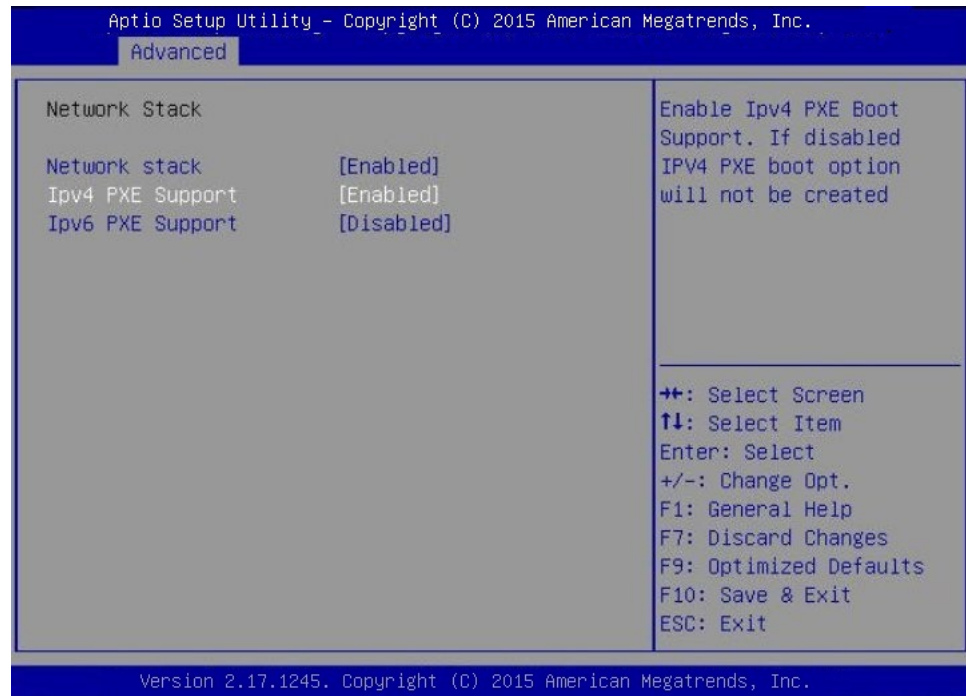 Aptio Setup Utility – Copyright (C) 2015 American Megatrends, Inc.
Advanced
Network Stack
Network stack [Enabled]
Ipv4 PXE Support [Enabled]
Ipv6 PXE Support [Disabled]
Enable Ipv4 PXE Boot
Support. If disabled
IPV4 PXE boot option
will not be created
→←: Select Screen
↑↓: Select Item
Enter: Select
+/-: Change Opt.
F1: General Help
F7: Discard Changes
F9: Optimized Defaults
F10: Save & Exit
ESC: Exit
Version 2.17.1245. Copyright (C) 2015 American Megatrends, Inc.